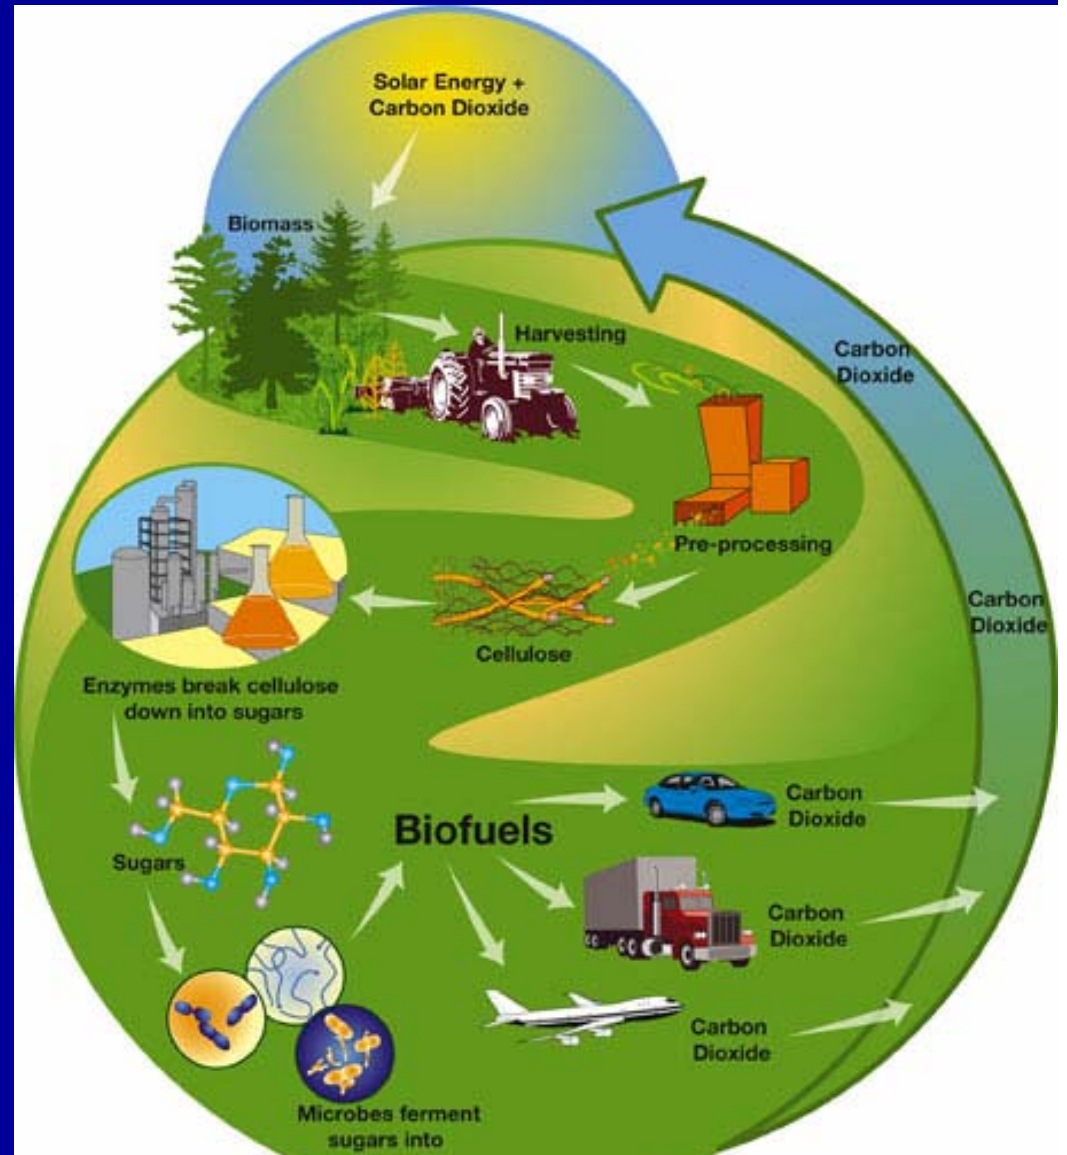 Solar Energy +
Carbon Dioxide
Biomass
Harvesting
Carbon
Dioxide
Pre-processing
Carbon
Dioxide
Cellulose
Enzymes break cellulose
down into sugars
Sugars
Biofuels
Carbon
Dioxide
Carbon
Dioxide
Carbon
Dioxide
Microbes ferment
sugars into